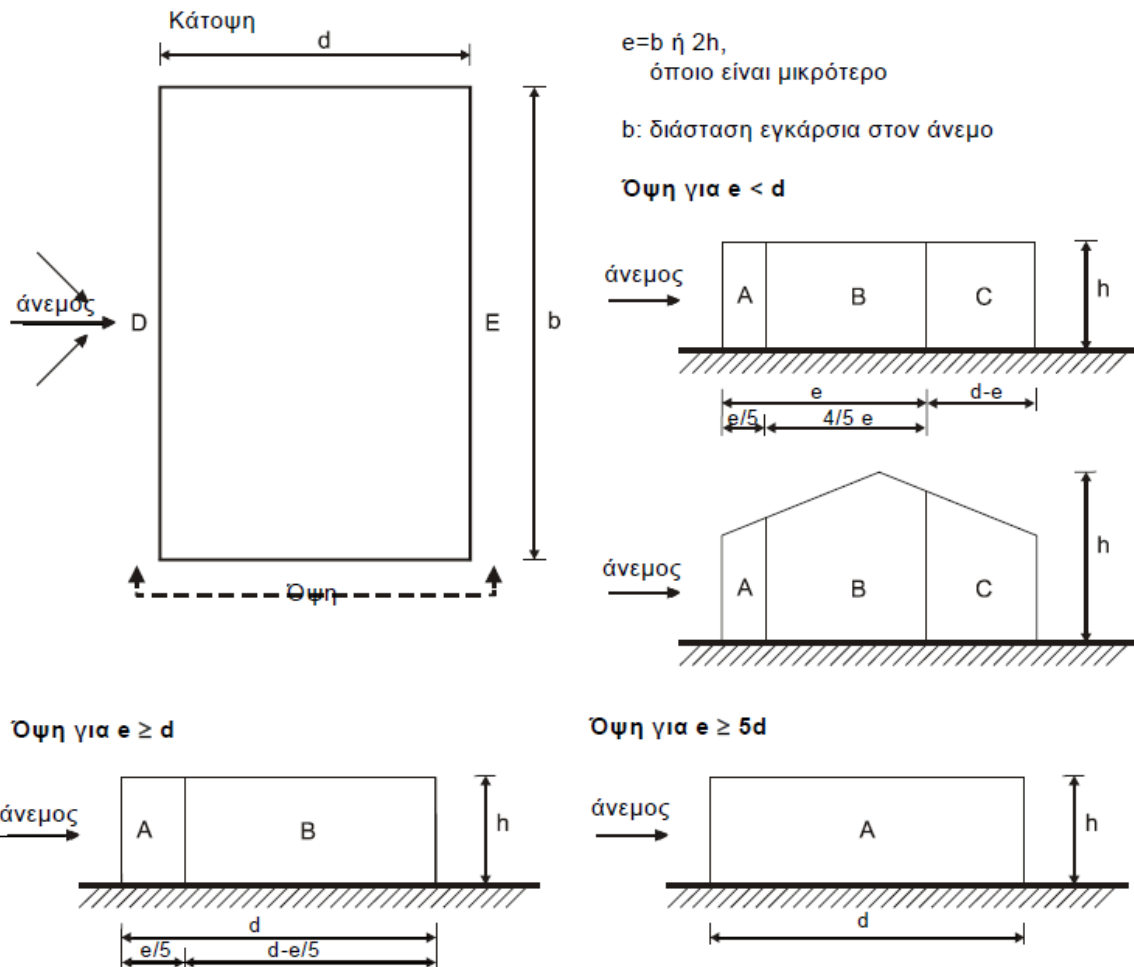 Κάτοψη
d
άνεμος
D
E
b
Όψη
e=b ή 2h,
όποιο είναι μικρότερο
b: διάσταση εγκάρσια στον άνεμο
Όψη για e < d
άνεμος
A
B
C
h
e
d-e
e/5
4/5 e
άνεμος
A
B
C
h
Όψη για e ≥ d
άνεμος
A
B
h
d
e/5
d-e/5
Όψη για e ≥ 5d
άνεμος
A
h
d